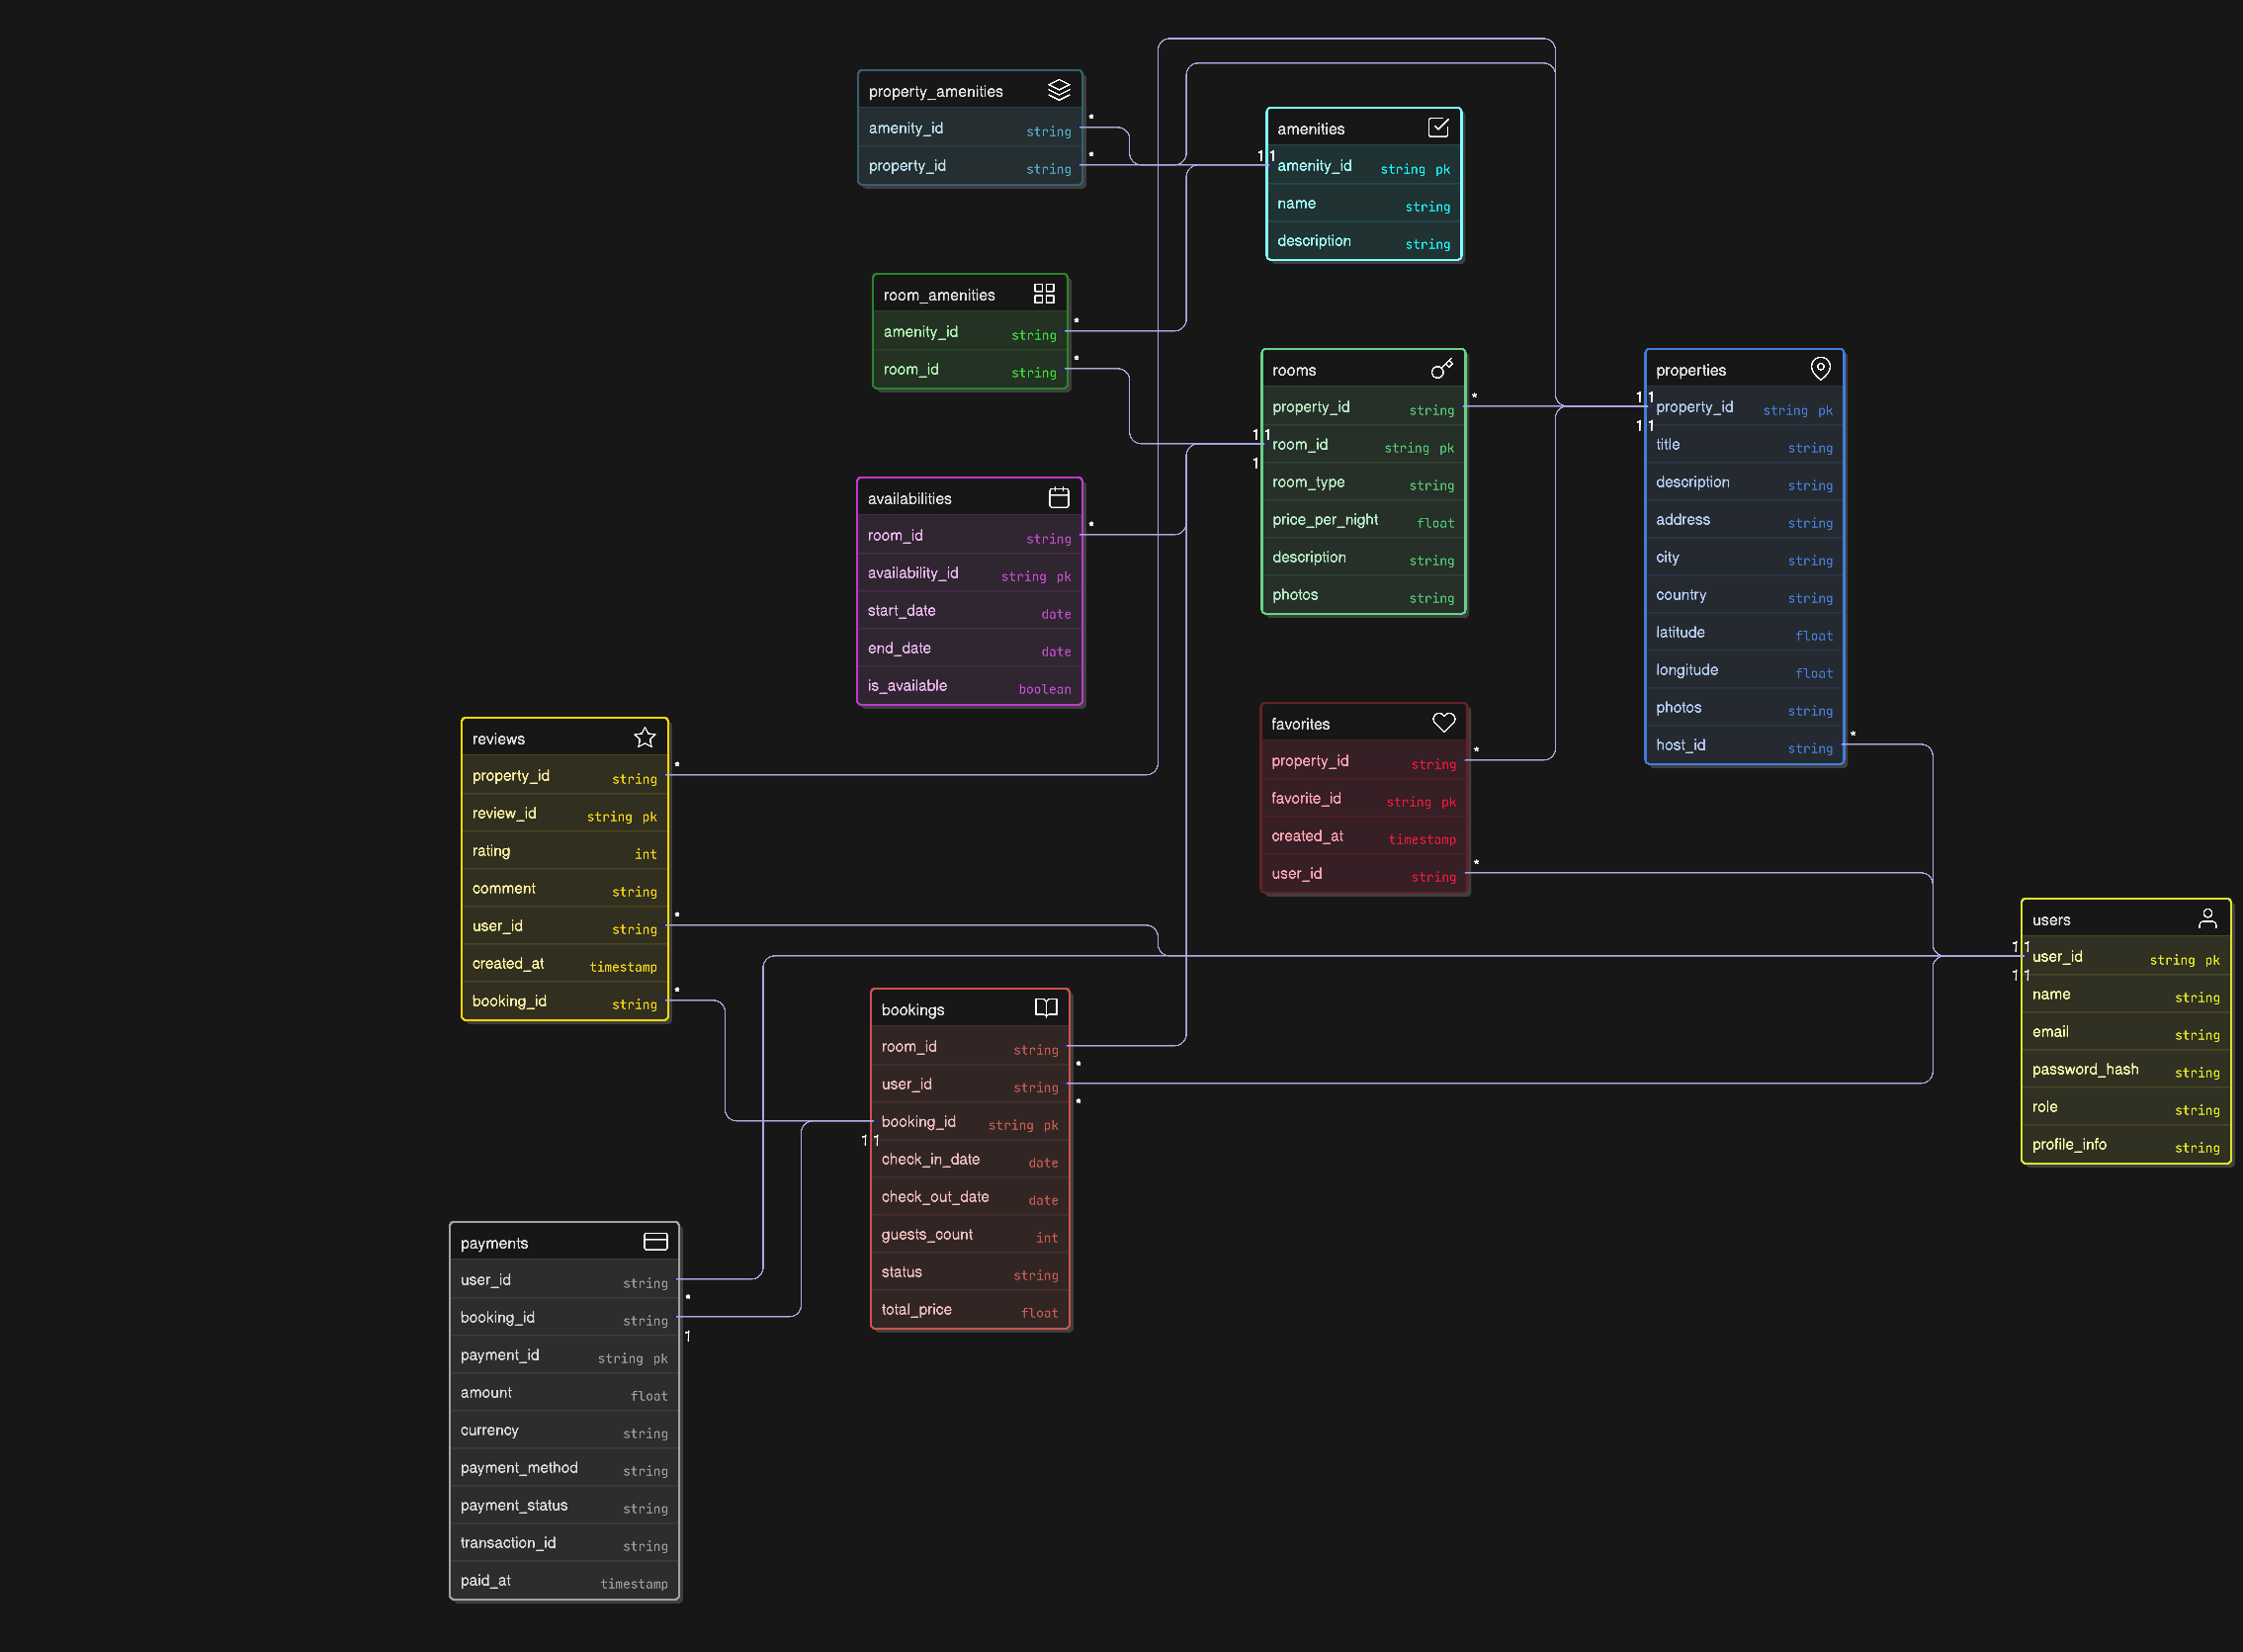 property_amenities
amenity_id string
*
property_id string
*
amenities
1 1
amenity_id string pk
name string
description string
room_amenities
amenity_id string
*
room_id string
*
rooms
property_id string
*
1 1
room_id string pk
1
room_type string
price_per_night float
description string
photos string
properties
1 1
property_id string pk
1 1
title string
description string
address string
city string
country string
latitude float
longitude float
photos string
host_id string
*
availabilities
room_id string
*
availability_id string pk
start_date date
end_date date
is_available boolean
favorites
property_id string
*
favorite_id string pk
created_at timestamp
user_id string
*
reviews
property_id string
*
review_id string pk
rating int
comment string
user_id string
*
created_at timestamp
booking_id string
*
users
1 1
user_id string pk
1 1
name string
email string
password_hash string
role string
profile_info string
bookings
room_id string
*
user_id string
*
booking_id string pk
1 1
check_in_date date
check_out_date date
guests_count int
status string
total_price float
payments
user_id string
*
booking_id string
1
payment_id string pk
amount float
currency string
payment_method string
payment_status string
transaction_id string
paid_at timestamp